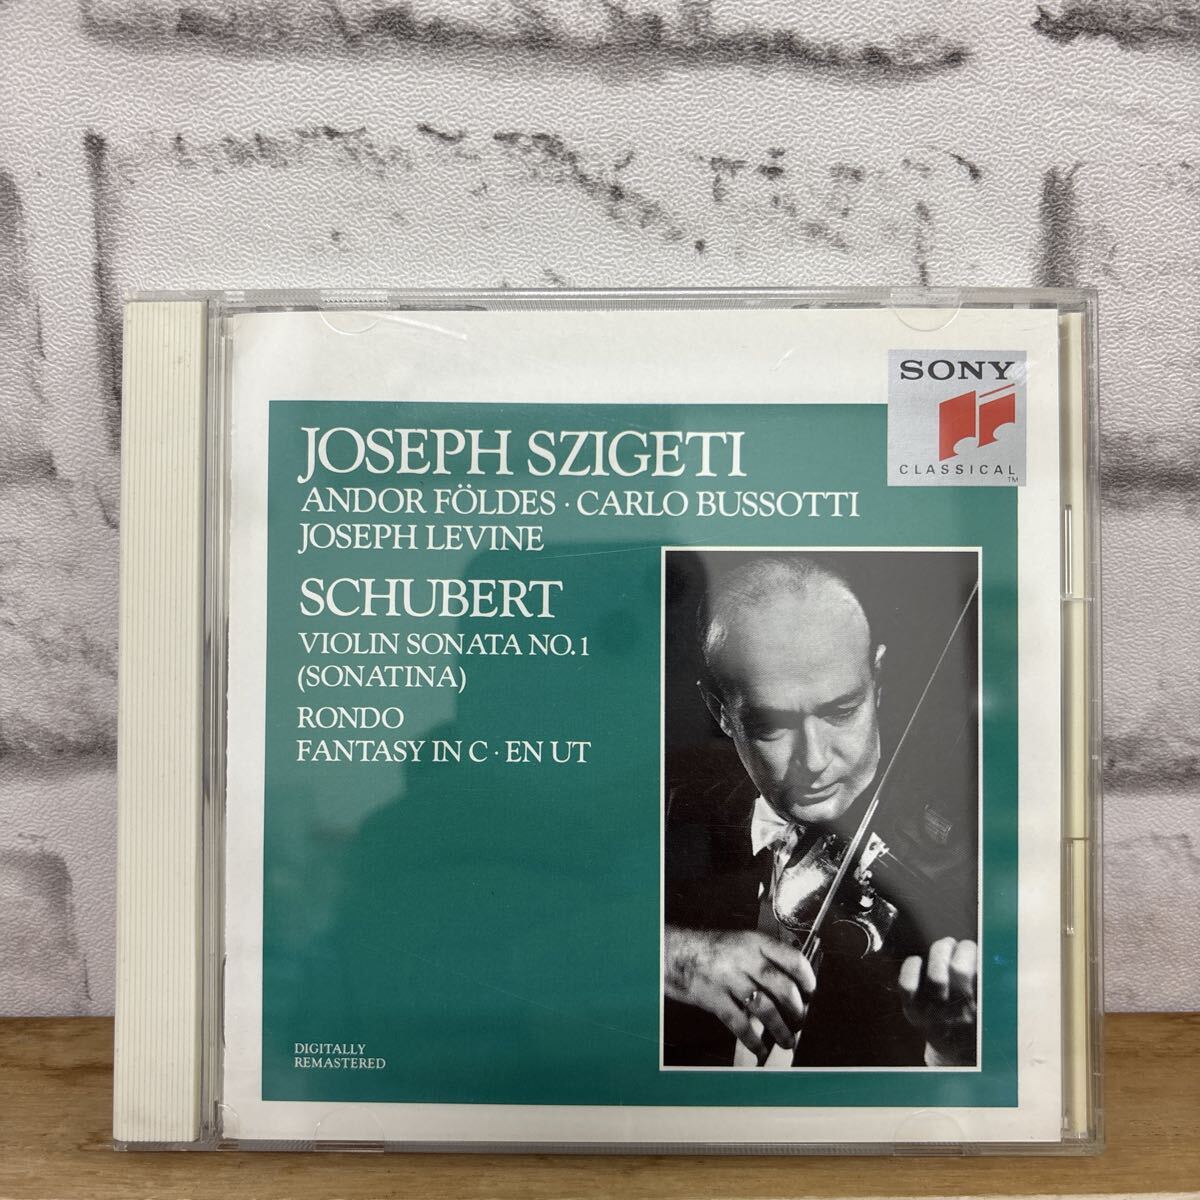 SONY
CLASSICAL
TM
JOSEPH SZIGETI
ANDOR FÖLDES · CARLO BUSSOTTI
JOSEPH LEVINE
SCHUBERT
VIOLIN SONATA NO.1
(SONATINA)
RONDO
FANTASY IN C · EN UT
DIGITALLY
REMASTERED